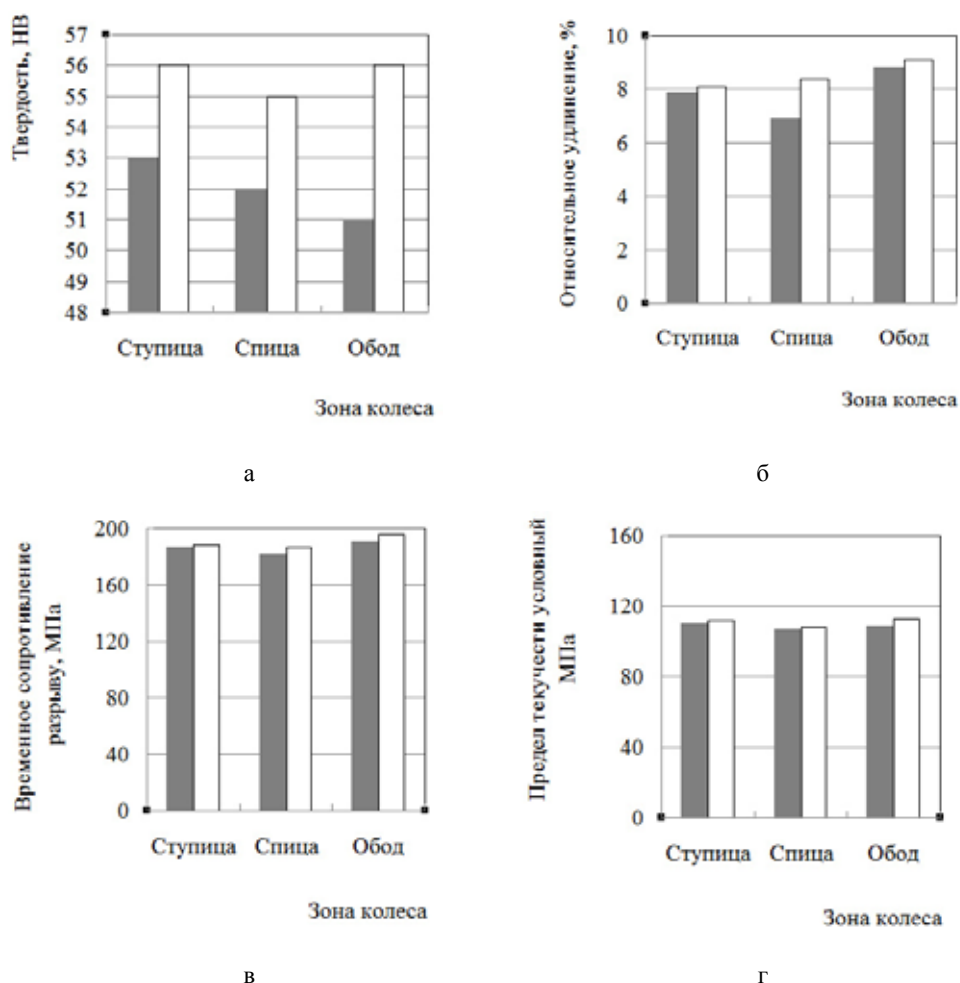 Твердость, НВ
57
56
55
54
53
52
51
50
49
48
Ступица Спица Обод
Зона колеса
а
Относительное удлинение, %
10
8
6
4
2
0
Ступица Спица Обод
Зона колеса
б
Временное сопротивление
разрыву, МПа
200
160
120
80
40
0
Ступица Спица Обод
Зона колеса
в
Предел текучести условный
МПа
160
120
80
40
0
Ступица Спица Обод
Зона колеса
г